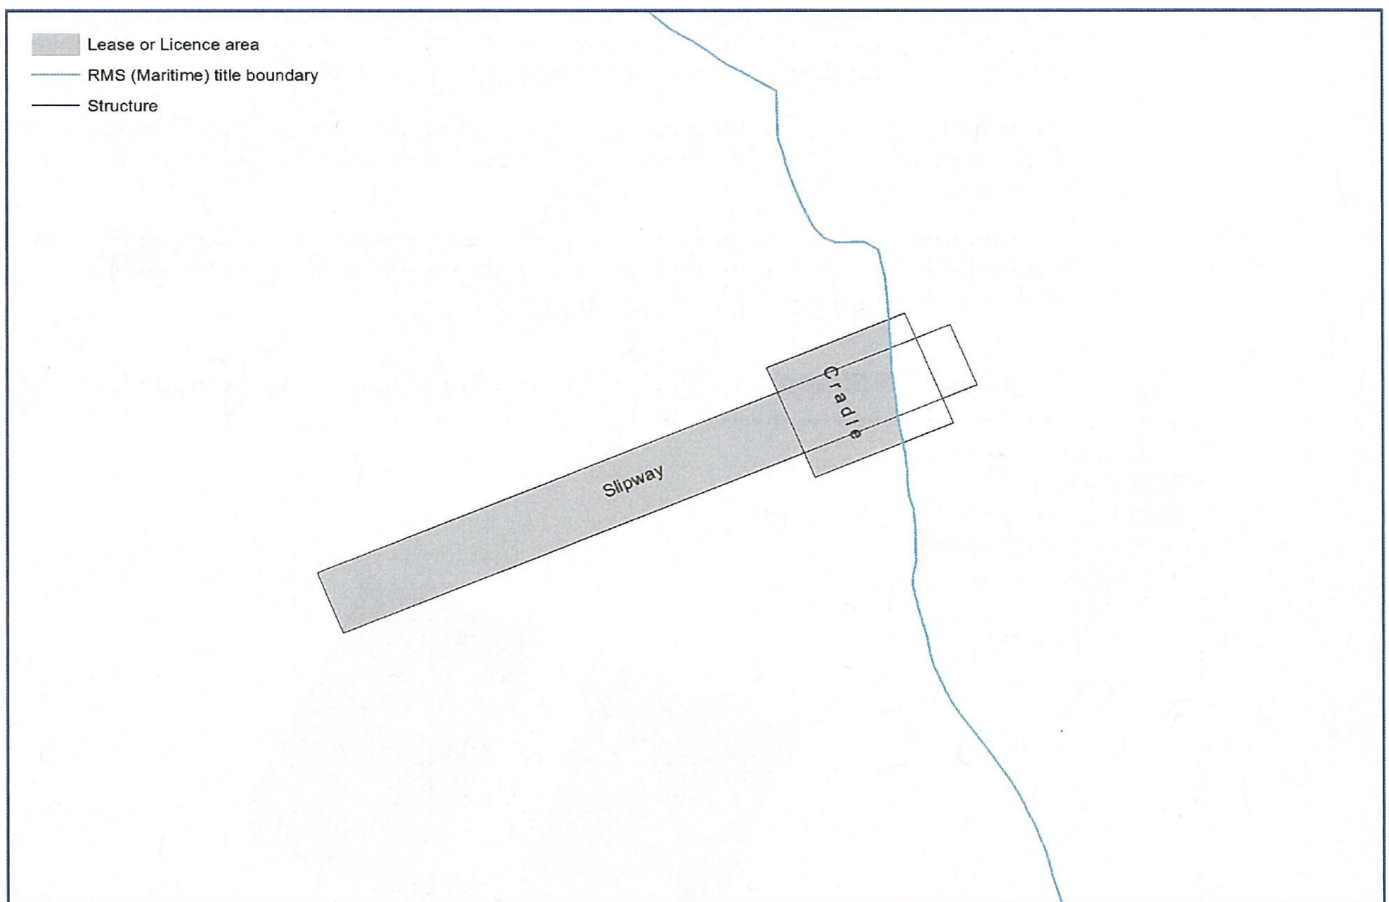 Lease or Licence area
RMS (Maritime) title boundary
Structure
Cradle
Slipway